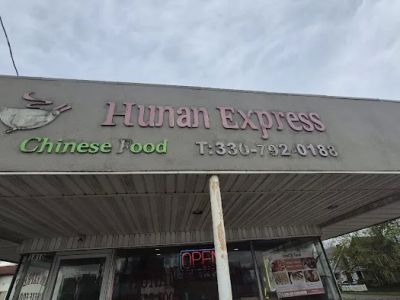 Hunan Express
Chinese Food T: 330-792-0188
OPEN